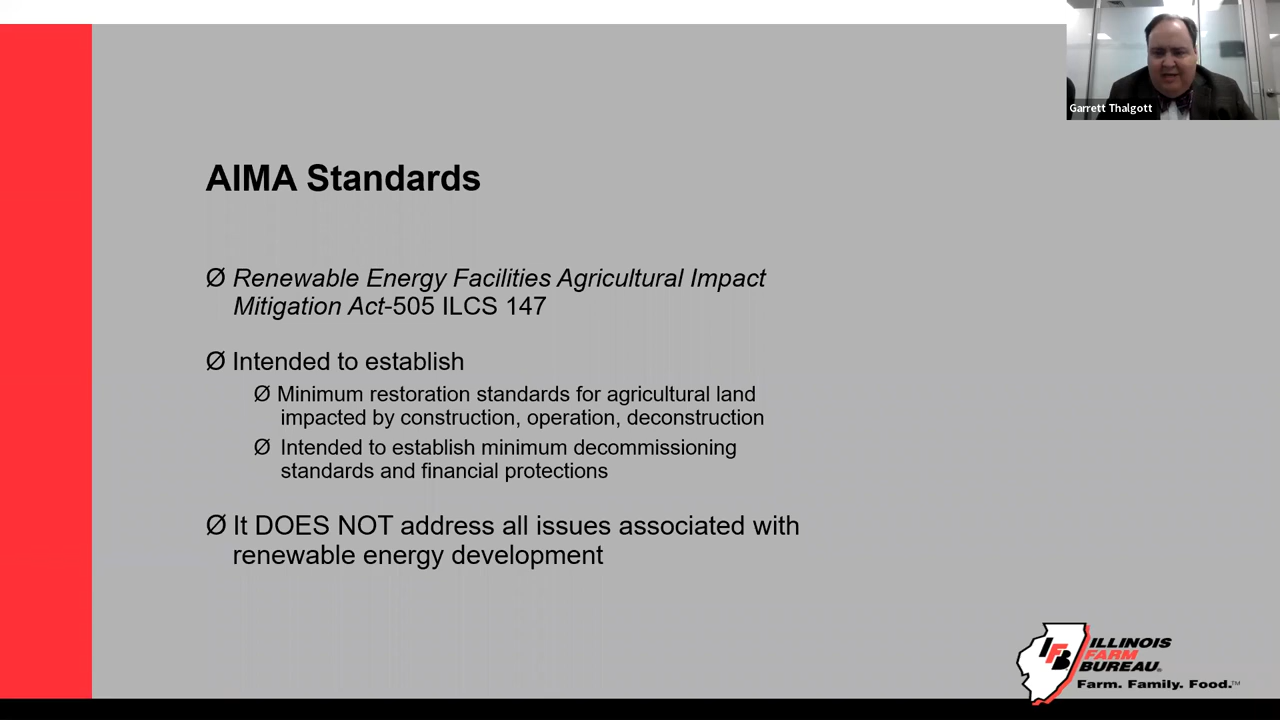 Garrett Thalgott
AIMA Standards
Ø Renewable Energy Facilities Agricultural Impact
Mitigation Act-505 ILCS 147
Ø Intended to establish
Ø Minimum restoration standards for agricultural land
impacted by construction, operation, deconstruction
Ø Intended to establish minimum decommissioning
standards and financial protections
Ø It DOES NOT address all issues associated with
renewable energy development
IFB
ILLINOIS
FARM
BUREAU®
Farm. Family. Food.™